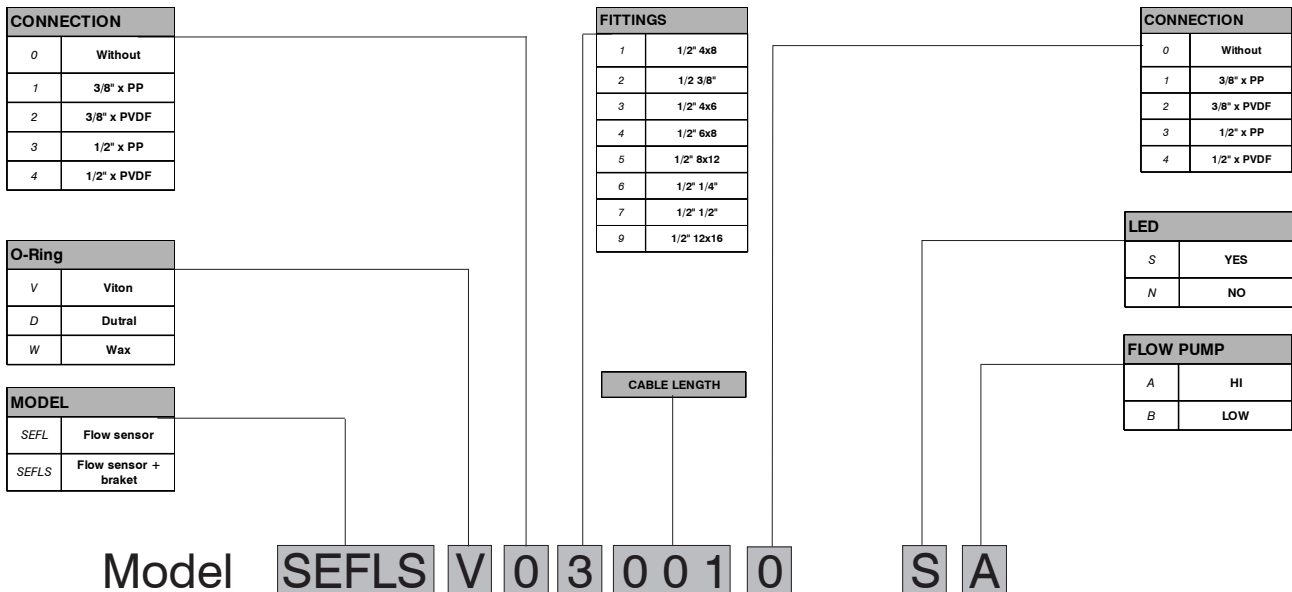 CONNECTION
0 Without
1 3/8" x PP
2 3/8" x PVDF
3 1/2" x PP
4 1/2" x PVDF
O-Ring
V Viton
D Dutral
W Wax
MODEL
SEFL Flow sensor
SEFLS Flow sensor +
braket
FITTINGS
1 1/2" 4x8
2 1/2 3/8"
3 1/2" 4x6
4 1/2" 6x8
5 1/2" 8x12
6 1/2" 1/4"
7 1/2" 1/2"
9 1/2" 12x16
CABLE LENGTH
CONNECTION
0 Without
1 3/8" x PP
2 3/8" x PVDF
3 1/2" x PP
4 1/2" x PVDF
LED
S YES
N NO
FLOW PUMP
A HI
B LOW
Model SEFLS V 0 3 0 0 1 0 S A